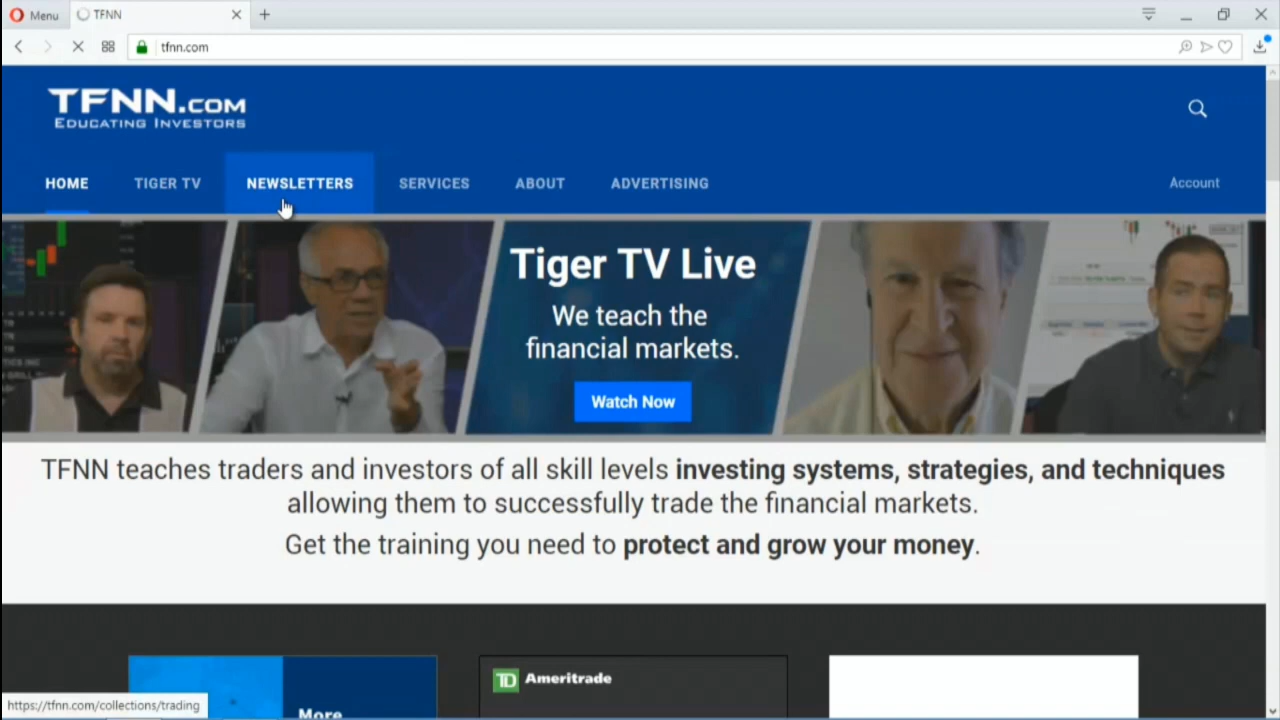 Menu
TFNN
tfnn.com
TFNN.COM
EDUCATING INVESTORS
HOME
TIGER TV
NEWSLETTERS
SERVICES
ABOUT
ADVERTISING
Account
Tiger TV Live
We teach the
financial markets.
Watch Now
TFNN teaches traders and investors of all skill levels investing systems, strategies, and techniques
allowing them to successfully trade the financial markets.
Get the training you need to protect and grow your money.
More
TD Ameritrade
https://tfnn.com/collections/trading